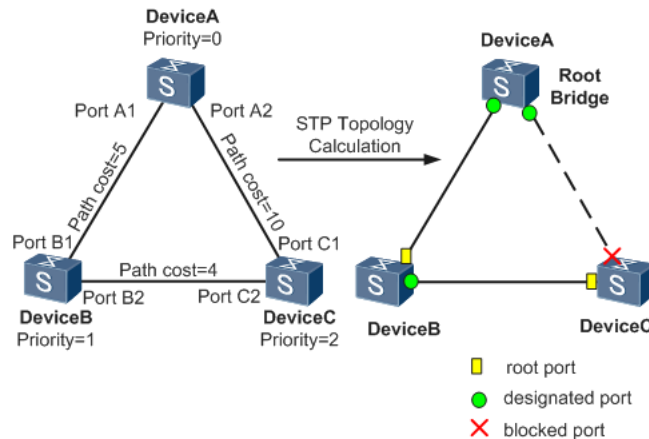 DeviceA
Priority=0
Port A1
Port A2
Path cost=5
Path cost=10
Port B1
Port C1
Path cost=4
Port B2
Port C2
S
S
S
DeviceB
Priority=1
DeviceC
Priority=2
STP Topology
Calculation
DeviceA
Root
Bridge
S
S
S
DeviceB
DeviceC
root port
designated port
blocked port